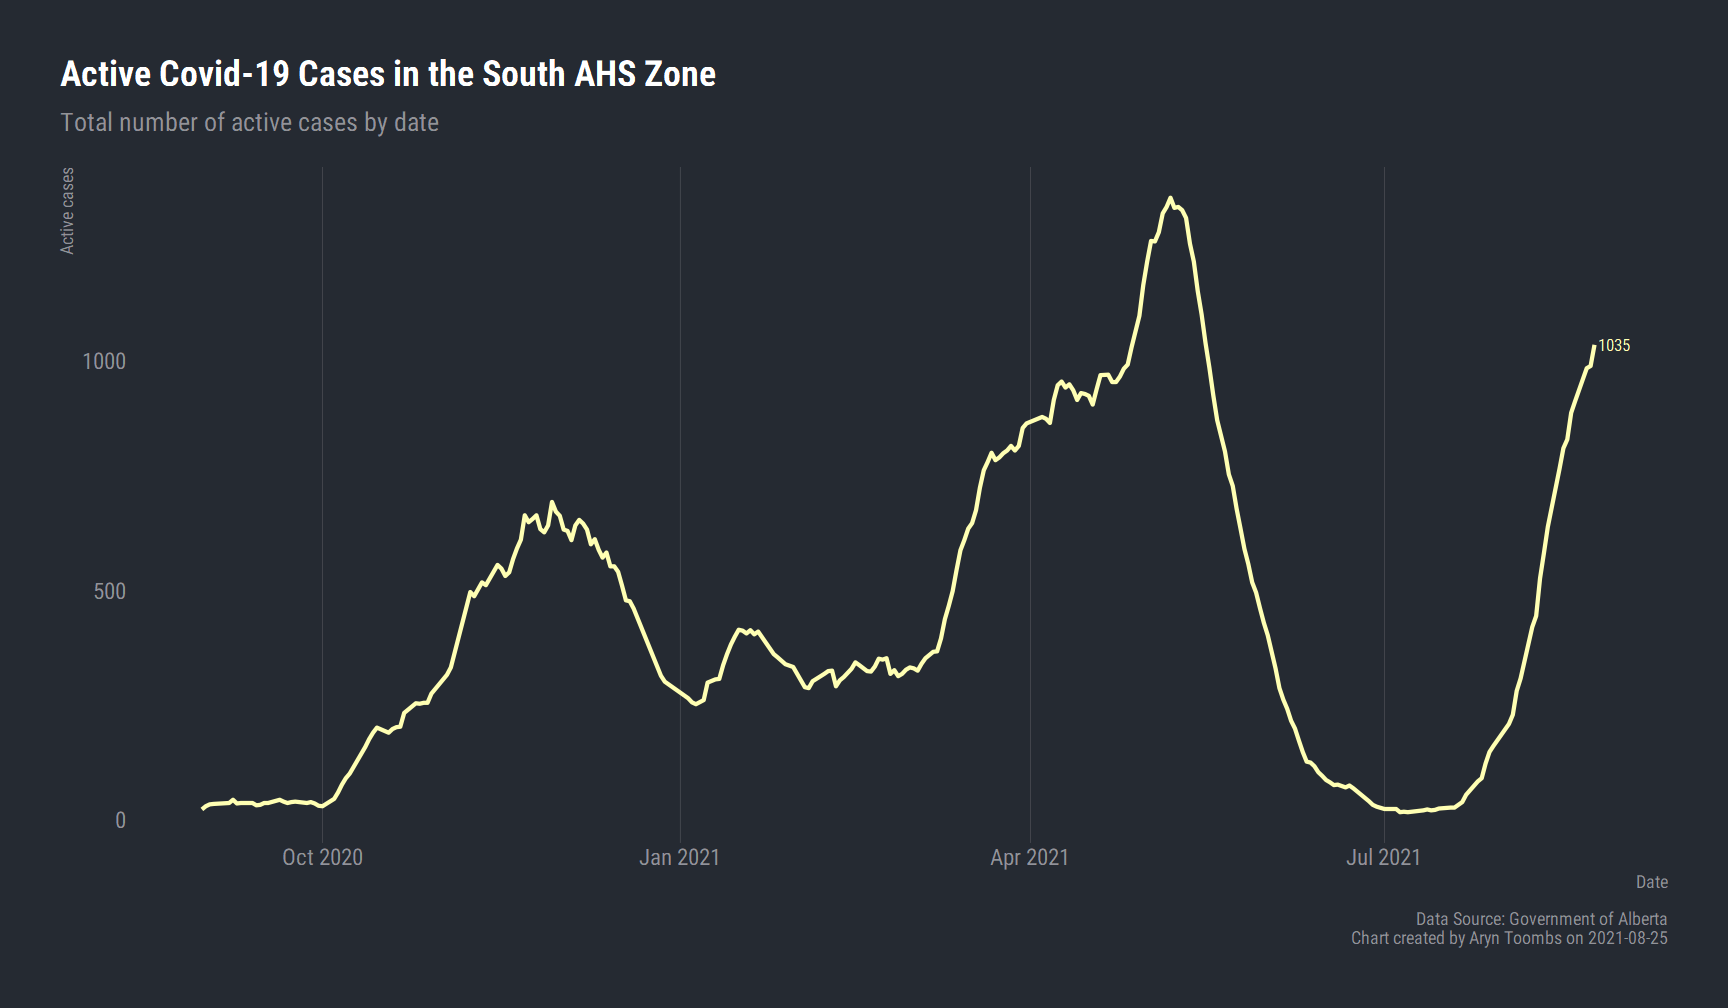 Active Covid-19 Cases in the South AHS Zone
Total number of active cases by date
Active cases
1000
500
0
1035
Oct 2020
Jan 2021
Apr 2021
Jul 2021
Date
Data Source: Government of Alberta
Chart created by Aryn Toombs on 2021-08-25